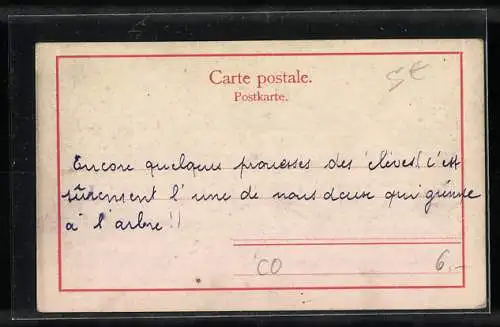 Carte postale.
Postkarte.
5€
Encore quelques prouesses des élèves! c'est
sûrement l'une de nous deux qui grimpe
à l'arbre!!
CO
6,-